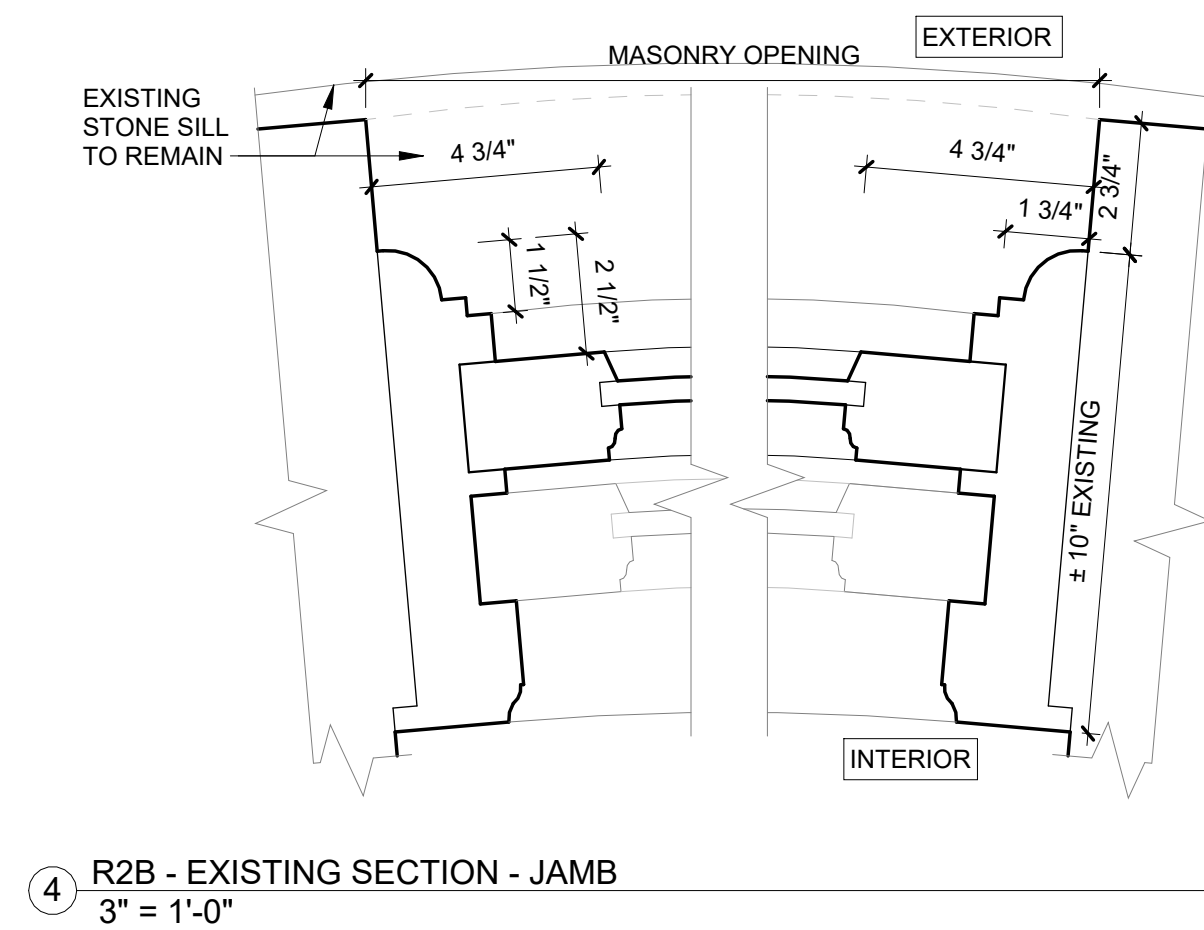 EXTERIOR
MASONRY OPENING
EXISTING
STONE SILL
TO REMAIN
4 3/4"
4 3/4"
2 3/4"
1 3/4"
1 1/2"
2 1/2"
± 10" EXISTING
INTERIOR
4
R2B - EXISTING SECTION - JAMB
3" = 1'-0"